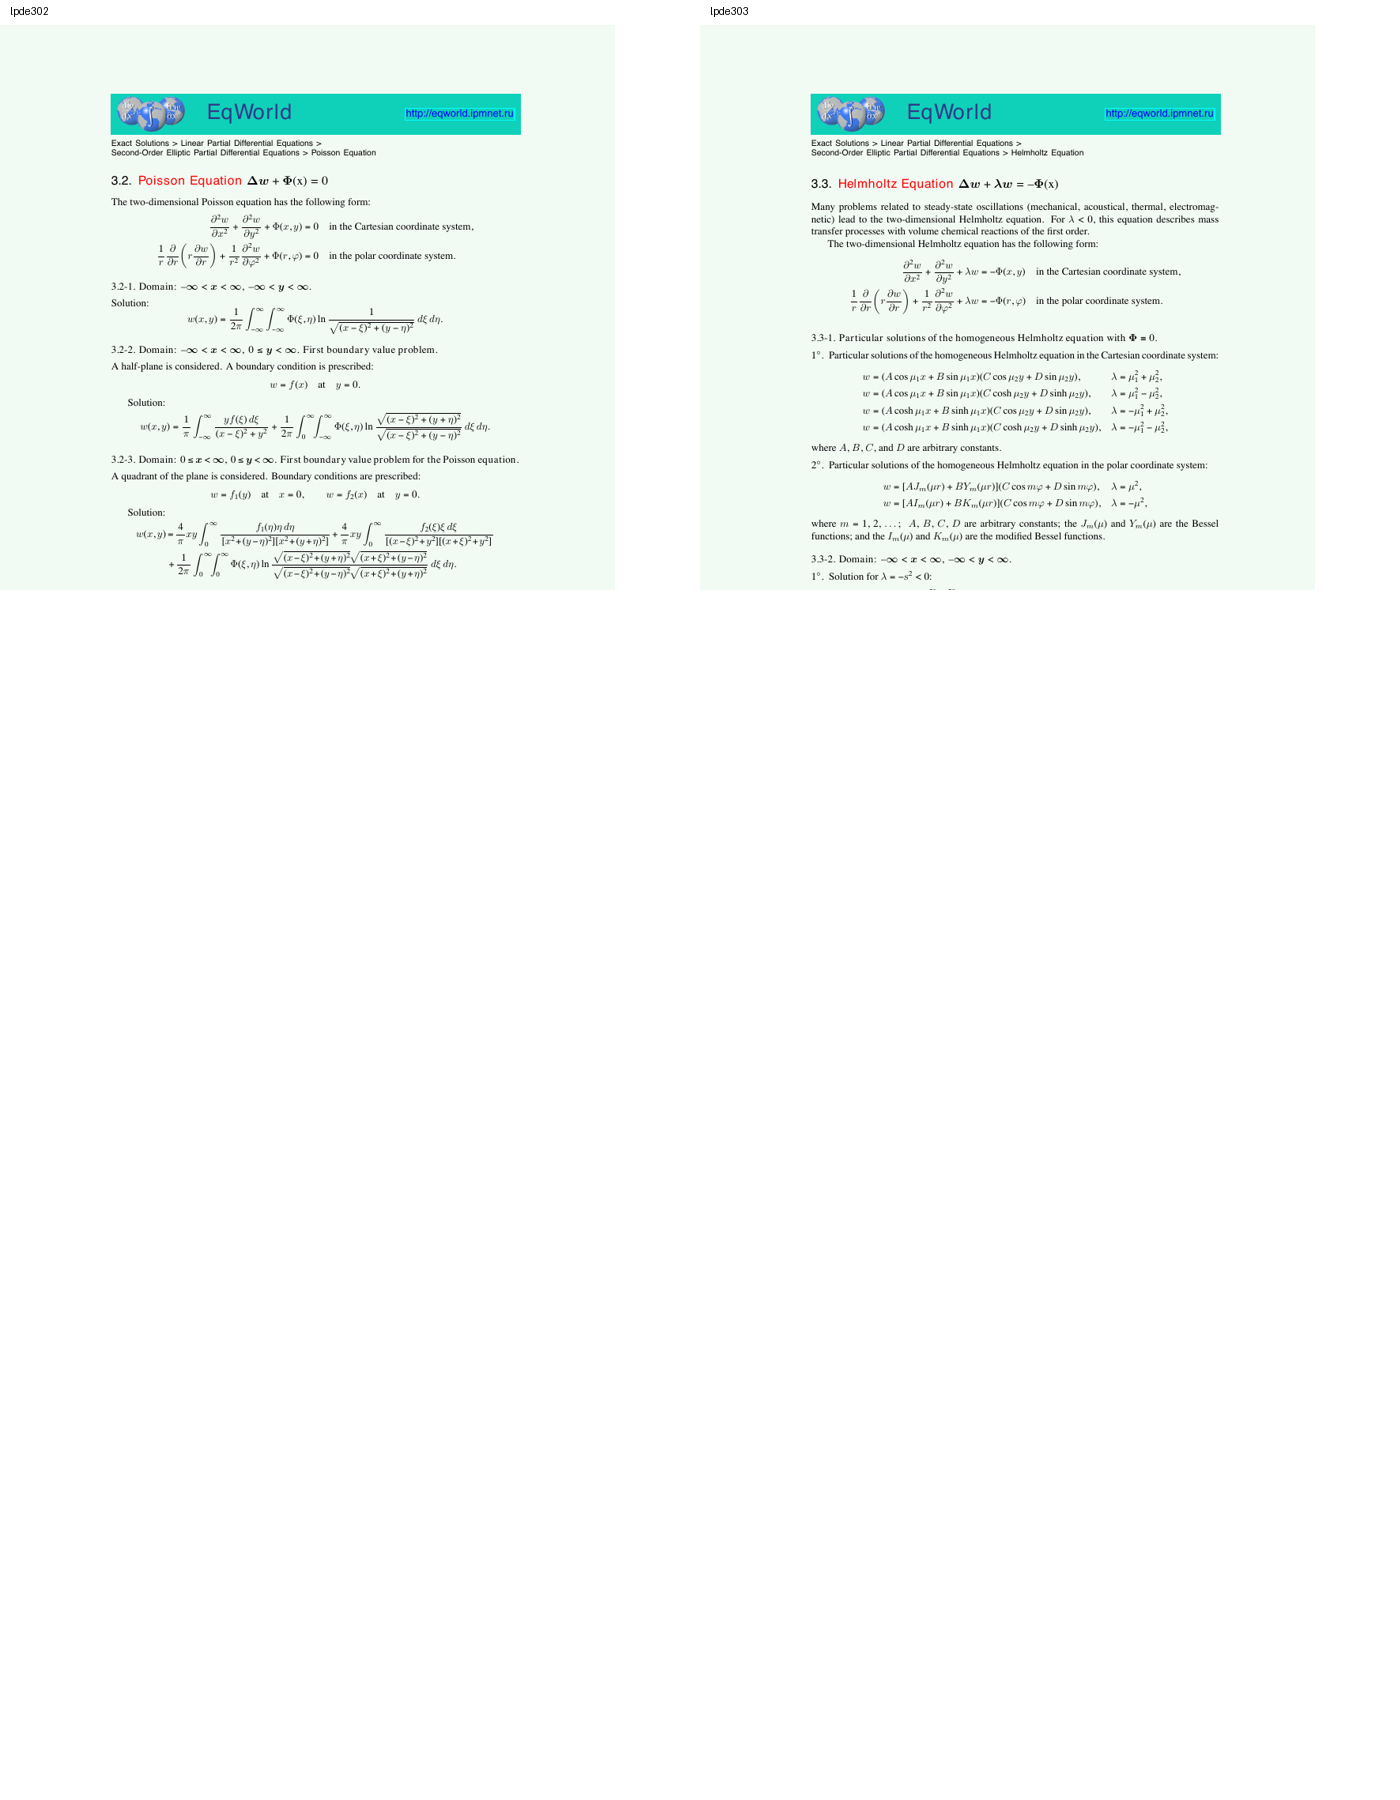 lpde302
EqWorld
http://eqworld.ipmnet.ru
Exact Solutions > Linear Partial Differential Equations >
Second-Order Elliptic Partial Differential Equations > Poisson Equation
3.2. Poisson Equation Δw + Φ(x) = 0
The two-dimensional Poisson equation has the following form:
∂²w/∂x² + ∂²w/∂y² + Φ(x, y) = 0 in the Cartesian coordinate system,
1/r ∂/∂r (r ∂w/∂r) + 1/r² ∂²w/∂φ² + Φ(r, φ) = 0 in the polar coordinate system.
3.2-1. Domain: –∞ < x < ∞, –∞ < y < ∞.
Solution:
w(x, y) = 1/2π ∫_{–∞}^{∞} ∫_{–∞}^{∞} Φ(ξ, η) ln 1/√((x – ξ)² + (y – η)²) dξ dη.
3.2-2. Domain: –∞ < x < ∞, 0 ≤ y < ∞. First boundary value problem.
A half-plane is considered. A boundary condition is prescribed:
w = f(x) at y = 0.
Solution:
w(x, y) = 1/π ∫_{–∞}^{∞} y f(ξ) dξ/((x – ξ)² + y²) + 1/2π ∫_{0}^{∞} ∫_{–∞}^{∞} Φ(ξ, η) ln √((x – ξ)² + (y + η)²)/√((x – ξ)² + (y – η)²) dξ dη.
3.2-3. Domain: 0 ≤ x < ∞, 0 ≤ y < ∞. First boundary value problem for the Poisson equation.
A quadrant of the plane is considered. Boundary conditions are prescribed:
w = f₁(y) at x = 0, w = f₂(x) at y = 0.
Solution:
w(x, y) = 4/π xy ∫_{0}^{∞} f₁(η)η dη/([x² + (y – η)²][x² + (y + η)²]) + 4/π xy ∫_{0}^{∞} f₂(ξ)ξ dξ/([(x – ξ)² + y²][(x + ξ)² + y²])
+ 1/2π ∫_{0}^{∞} ∫_{0}^{∞} Φ(ξ, η) ln √((x – ξ)² + (y + η)²) √((x + ξ)² + (y – η)²)/(√((x – ξ)² + (y – η)²) √((x + ξ)² + (y + η)²)) dξ dη.
lpde303
EqWorld
http://eqworld.ipmnet.ru
Exact Solutions > Linear Partial Differential Equations >
Second-Order Elliptic Partial Differential Equations > Helmholtz Equation
3.3. Helmholtz Equation Δw + λw = –Φ(x)
Many problems related to steady-state oscillations (mechanical, acoustical, thermal, electromag-
netic) lead to the two-dimensional Helmholtz equation. For λ < 0, this equation describes mass
transfer processes with volume chemical reactions of the first order.
The two-dimensional Helmholtz equation has the following form:
∂²w/∂x² + ∂²w/∂y² + λw = –Φ(x, y) in the Cartesian coordinate system,
1/r ∂/∂r (r ∂w/∂r) + 1/r² ∂²w/∂φ² + λw = –Φ(r, φ) in the polar coordinate system.
3.3-1. Particular solutions of the homogeneous Helmholtz equation with Φ = 0.
1°. Particular solutions of the homogeneous Helmholtz equation in the Cartesian coordinate system:
w = (A cos μ₁x + B sin μ₁x)(C cos μ₂y + D sin μ₂y), λ = μ₁² + μ₂²,
w = (A cos μ₁x + B sin μ₁x)(C cosh μ₂y + D sinh μ₂y), λ = μ₁² – μ₂²,
w = (A cosh μ₁x + B sinh μ₁x)(C cos μ₂y + D sin μ₂y), λ = –μ₁² + μ₂²,
w = (A cosh μ₁x + B sinh μ₁x)(C cosh μ₂y + D sinh μ₂y), λ = –μ₁² – μ₂²,
where A, B, C, and D are arbitrary constants.
2°. Particular solutions of the homogeneous Helmholtz equation in the polar coordinate system:
w = [AJₘ(μr) + BYₘ(μr)](C cos mφ + D sin mφ), λ = μ²,
w = [AIₘ(μr) + BKₘ(μr)](C cos mφ + D sin mφ), λ = –μ²,
where m = 1, 2, ...; A, B, C, D are arbitrary constants; the Jₘ(μ) and Yₘ(μ) are the Bessel
functions; and the Iₘ(μ) and Kₘ(μ) are the modified Bessel functions.
3.3-2. Domain: –∞ < x < ∞, –∞ < y < ∞.
1°. Solution for λ = –s² < 0: